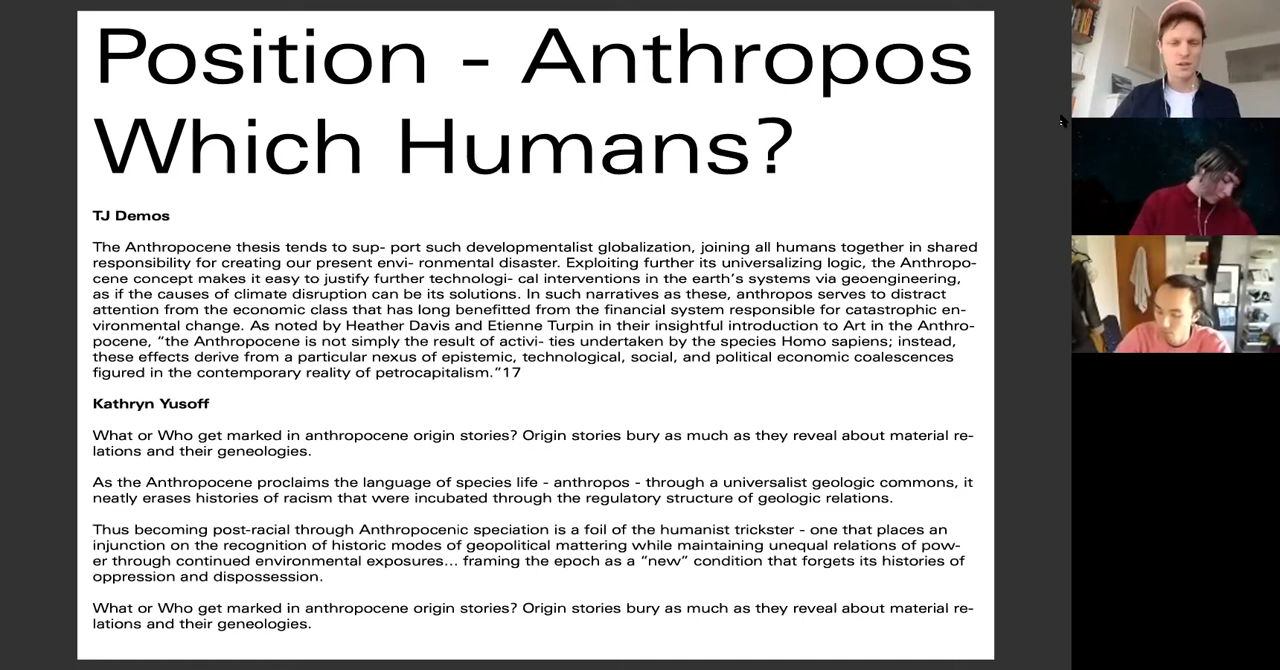 Position - Anthropos
Which Humans?
TJ Demos
The Anthropocene thesis tends to sup- port such developmentalist globalization, joining all humans together in shared
responsibility for creating our present envi- ronmental disaster. Exploiting further its universalizing logic, the Anthropo-
cene concept makes it easy to justify further technologi- cal interventions in the earth's systems via geoengineering,
as if the causes of climate disruption can be its solutions. In such narratives as these, anthropos serves to distract
attention from the economic class that has long benefitted from the financial system responsible for catastrophic en-
vironmental change. As noted by Heather Davis and Etienne Turpin in their insightful introduction to Art in the Anthro-
pocene, "the Anthropocene is not simply the result of activi- ties undertaken by the species Homo sapiens; instead,
these effects derive from a particular nexus of epistemic, technological, social, and political economic coalescences
figured in the contemporary reality of petrocapitalism."17
Kathryn Yusoff
What or Who get marked in anthropocene origin stories? Origin stories bury as much as they reveal about material re-
lations and their geneologies.
As the Anthropocene proclaims the language of species life - anthropos - through a universalist geologic commons, it
neatly erases histories of racism that were incubated through the regulatory structure of geologic relations.
Thus becoming post-racial through Anthropocenic speciation is a foil of the humanist trickster - one that places an
injunction on the recognition of historic modes of geopolitical mattering while maintaining unequal relations of pow-
er through continued environmental exposures... framing the epoch as a "new" condition that forgets its histories of
oppression and dispossession.
What or Who get marked in anthropocene origin stories? Origin stories bury as much as they reveal about material re-
lations and their geneologies.